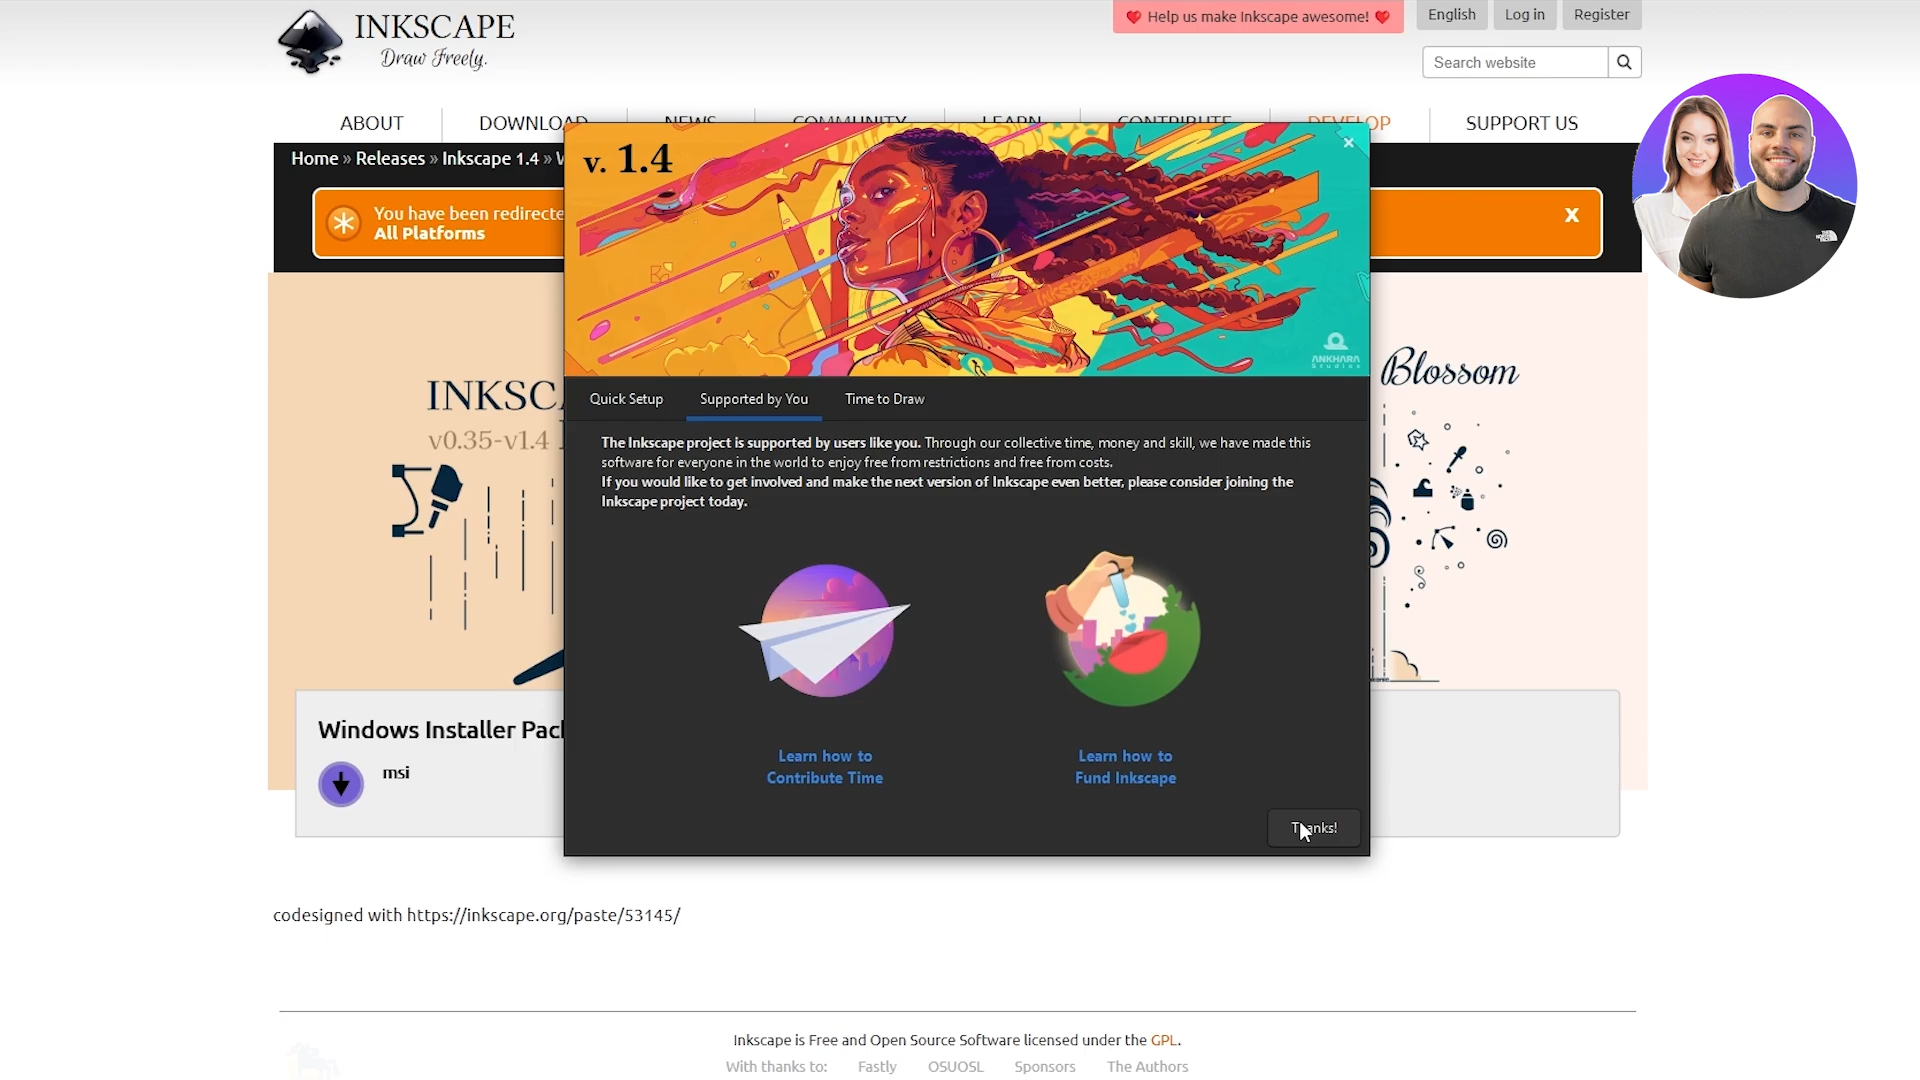 INKSCAPE
Draw Freely.
Help us make Inkscape awesome!
English
Log in
Register
Search website
ABOUT
DOWNLOAD
NEWS
COMMUNITY
LEARN
CONTRIBUTE
DEVELOP
SUPPORT US
Home » Releases » Inkscape 1.4 » W
You have been redirecte
All Platforms
X
v. 1.4
ANKHARA
Studios
INKSC
v0.35-v1.4
Blossom
Quick Setup
Supported by You
Time to Draw
The Inkscape project is supported by users like you. Through our collective time, money and skill, we have made this
software for everyone in the world to enjoy free from restrictions and free from costs.
If you would like to get involved and make the next version of Inkscape even better, please consider joining the
Inkscape project today.
Learn how to
Contribute Time
Learn how to
Fund Inkscape
Thanks!
Windows Installer Pac
msi
codesigned with https://inkscape.org/paste/53145/
Inkscape is Free and Open Source Software licensed under the GPL.
With thanks to:
Fastly
OSUOSL
Sponsors
The Authors